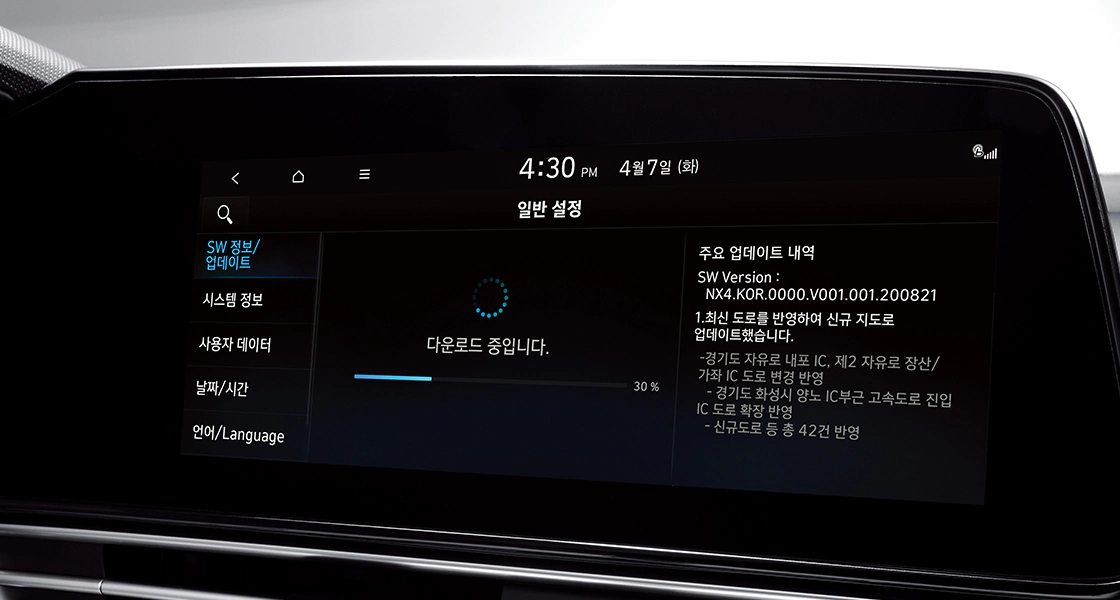 4:30 PM 4월 7일 (화)
일반 설정
SW 정보/
업데이트
시스템 정보
사용자 데이터
날짜/시간
언어/Language
다운로드 중입니다.
30 %
주요 업데이트 내역
SW Version :
NX4.KOR.0000.V001.001.200821
1.최신 도로를 반영하여 신규 지도로
업데이트했습니다.
-경기도 자유로 내포 IC, 제2 자유로 장산/
가좌 IC 도로 변경 반영
- 경기도 화성시 양노 IC부근 고속도로 진입
IC 도로 확장 반영
- 신규도로 등 총 42건 반영